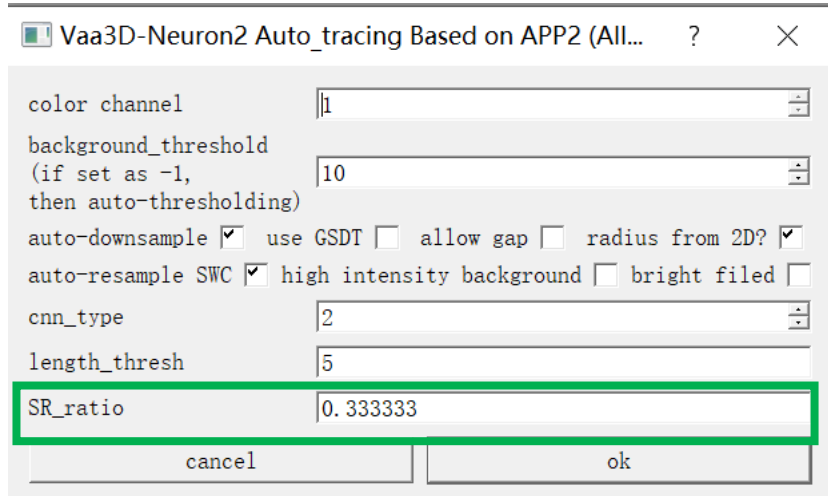 Vaa3D-Neuron2 Auto_tracing Based on APP2 (All... ?
color channel 1
background_threshold
(if set as -1,
then auto-thresholding) 10
auto-downsample use GSDT allow gap radius from 2D?
auto-resample SWC high intensity background bright filed
cnn_type 2
length_thresh 5
SR_ratio 0.333333
cancel ok